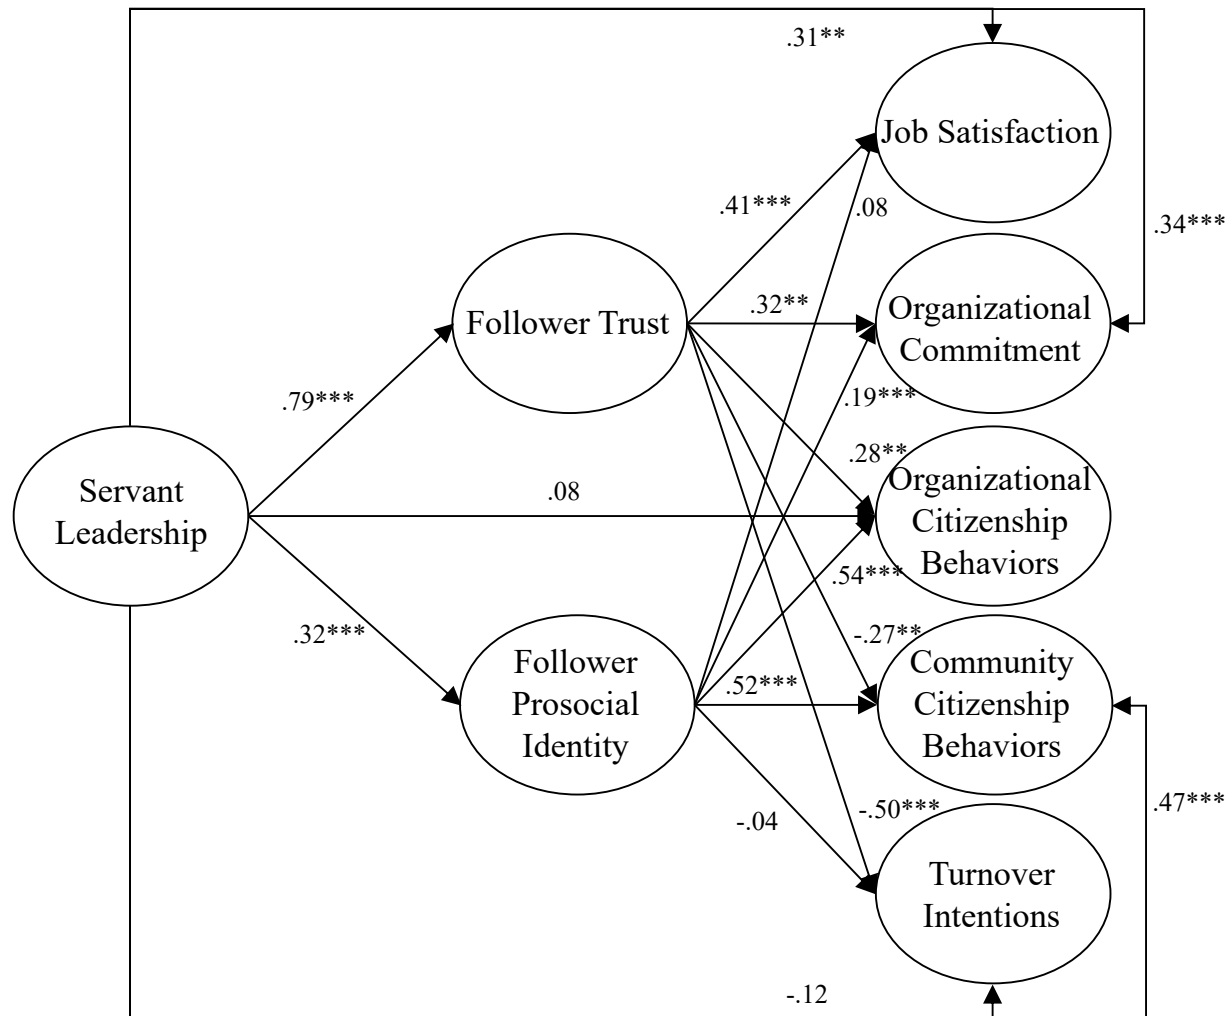 .31**
Job Satisfaction
.41***
.08
.34***
Follower Trust
.32**
Organizational
Commitment
.79***
.19***
.28**
Servant
Leadership
.08
Organizational
Citizenship
Behaviors
.54***
.32***
-.27**
Follower
Prosocial
Identity
.52***
Community
Citizenship
Behaviors
-.04
-.50***
.47***
Turnover
Intentions
-.12